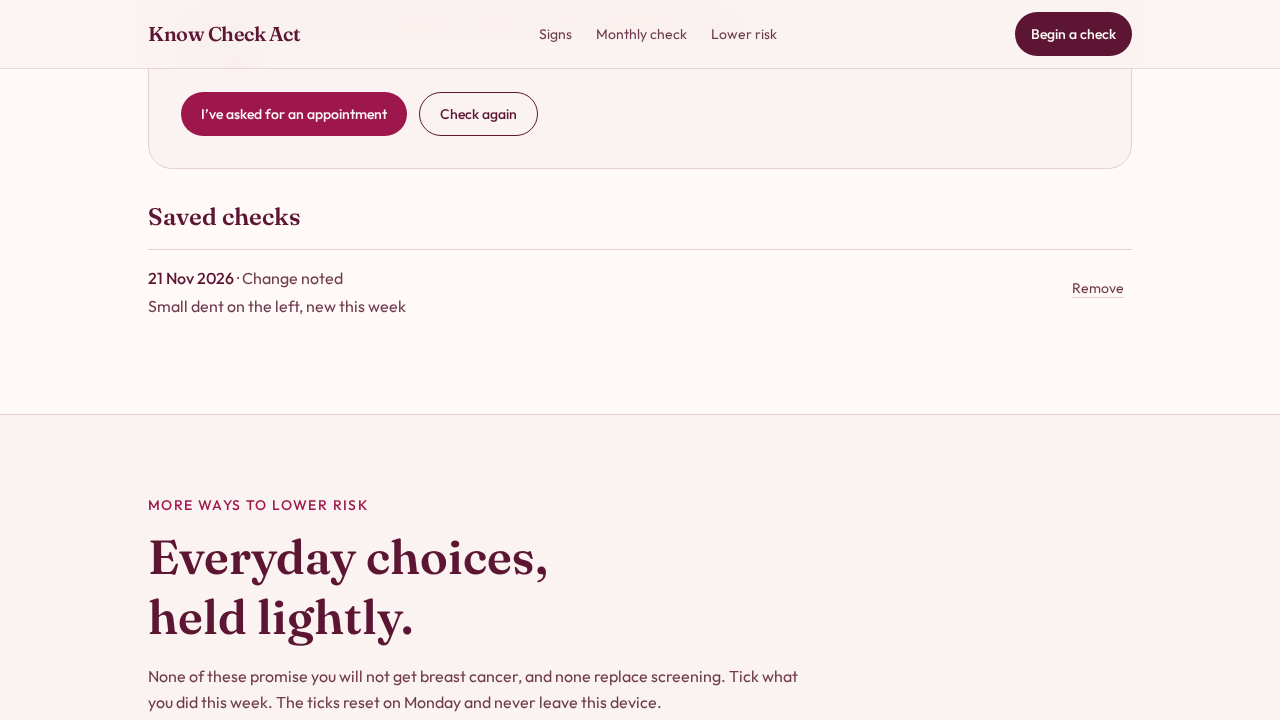 Know Check Act
Signs
Monthly check
Lower risk
Begin a check
I've asked for an appointment
Check again
Saved checks
21 Nov 2026 · Change noted
Small dent on the left, new this week
Remove
MORE WAYS TO LOWER RISK
Everyday choices,
held lightly.
None of these promise you will not get breast cancer, and none replace screening. Tick what
you did this week. The ticks reset on Monday and never leave this device.